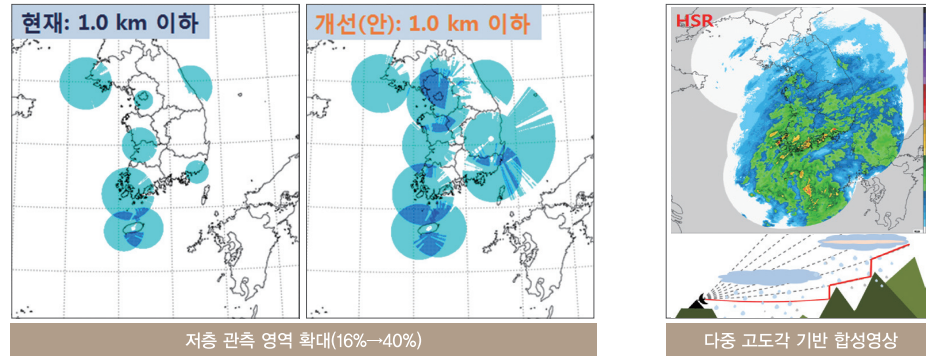 현재: 1.0 km 이하
개선(안): 1.0 km 이하
HSR
저층 관측 영역 확대(16%→40%)
다중 고도각 기반 합성영상